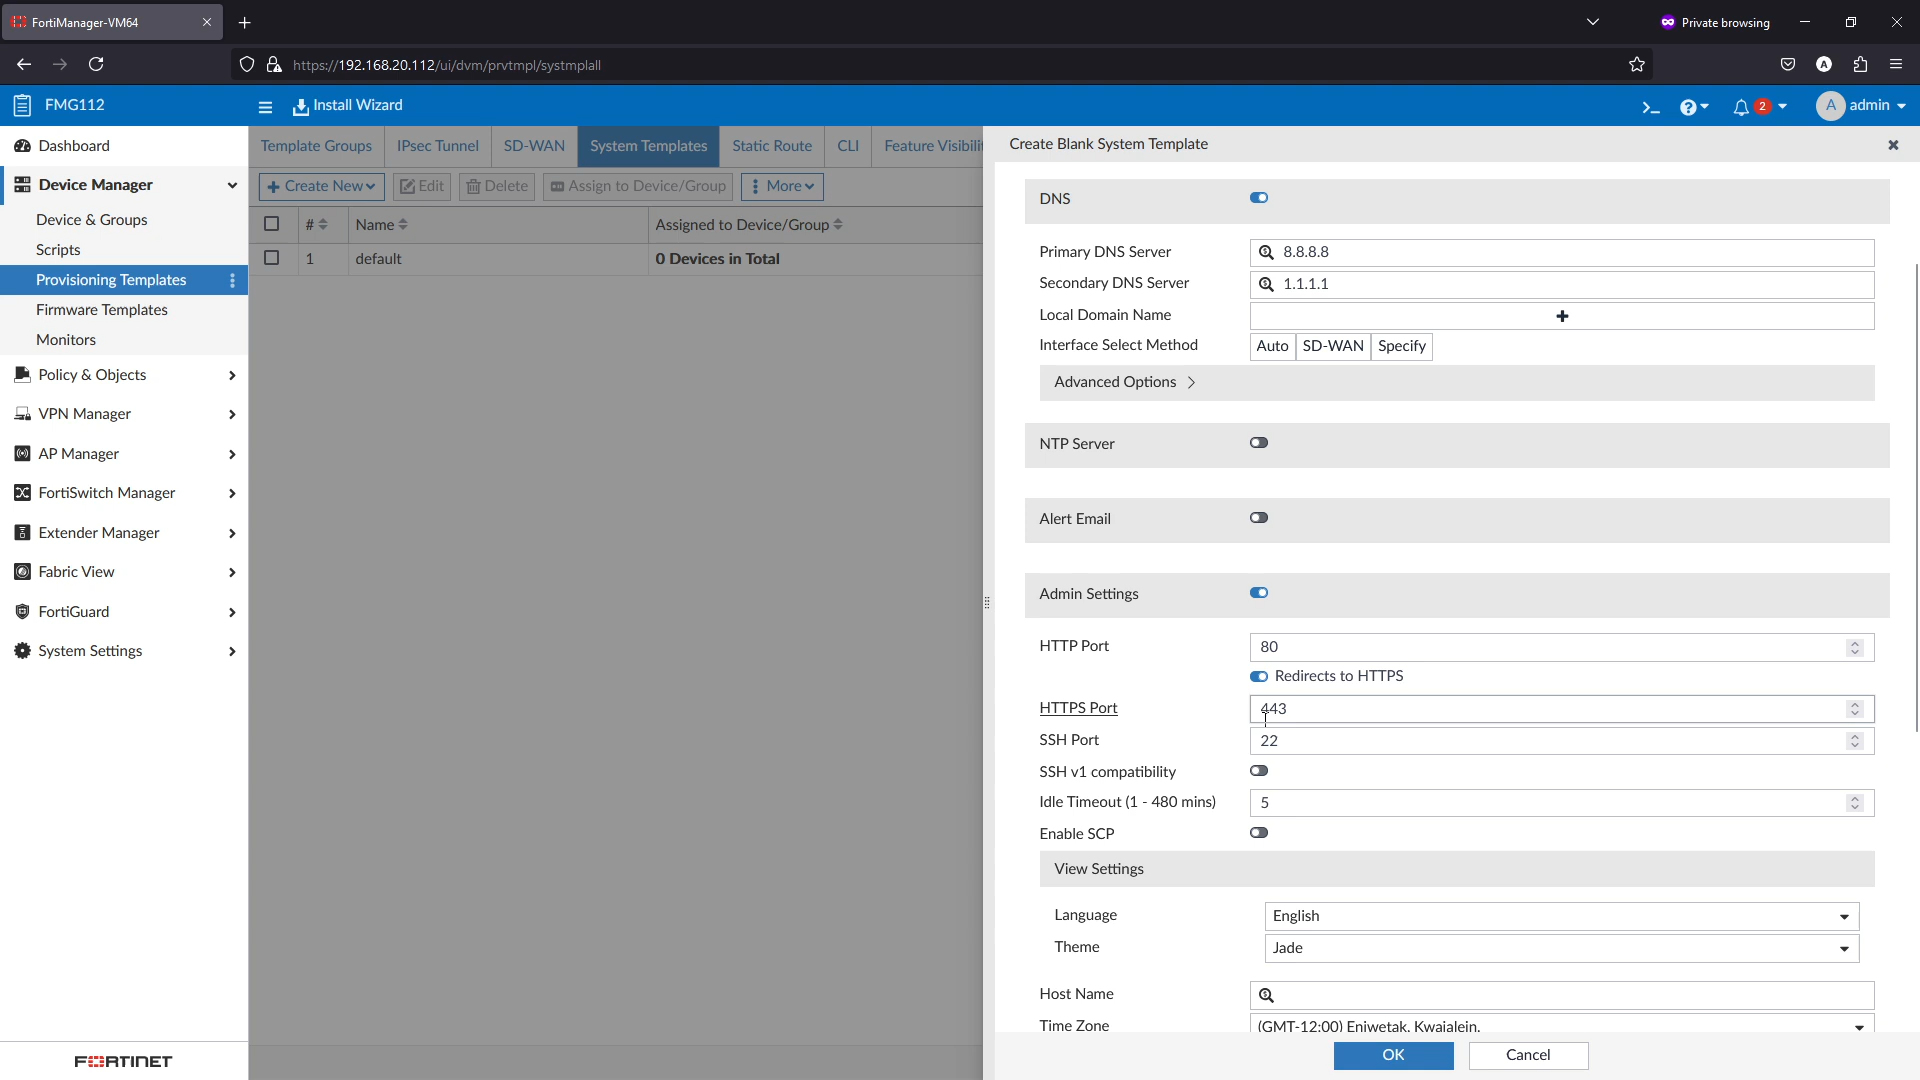 FortiManager-VM64
Private browsing
https://192.168.20.112/ui/dvm/prvtmpl/systmplall
FMG112
Install Wizard
2
A
admin
Dashboard
Device Manager
Device & Groups
Scripts
Provisioning Templates
Firmware Templates
Monitors
Policy & Objects
VPN Manager
AP Manager
FortiSwitch Manager
Extender Manager
Fabric View
FortiGuard
System Settings
FORTINET
Template Groups
IPsec Tunnel
SD-WAN
System Templates
Static Route
CLI
Create New
Edit
Delete
Assign to Device/Group
More
#
Name
Assigned to Device/Group
1
default
0 Devices in Total
Create Blank System Template
DNS
Primary DNS Server
8.8.8.8
Secondary DNS Server
1.1.1.1
Local Domain Name
Interface Select Method
Auto
SD-WAN
Specify
Advanced Options >
NTP Server
Alert Email
Admin Settings
HTTP Port
80
Redirects to HTTPS
HTTPS Port
443
SSH Port
22
SSH v1 compatibility
Idle Timeout (1 - 480 mins)
5
Enable SCP
View Settings
Language
English
Theme
Jade
Host Name
Time Zone
(GMT-12:00) Eniwetak, Kwajalein.
OK
Cancel